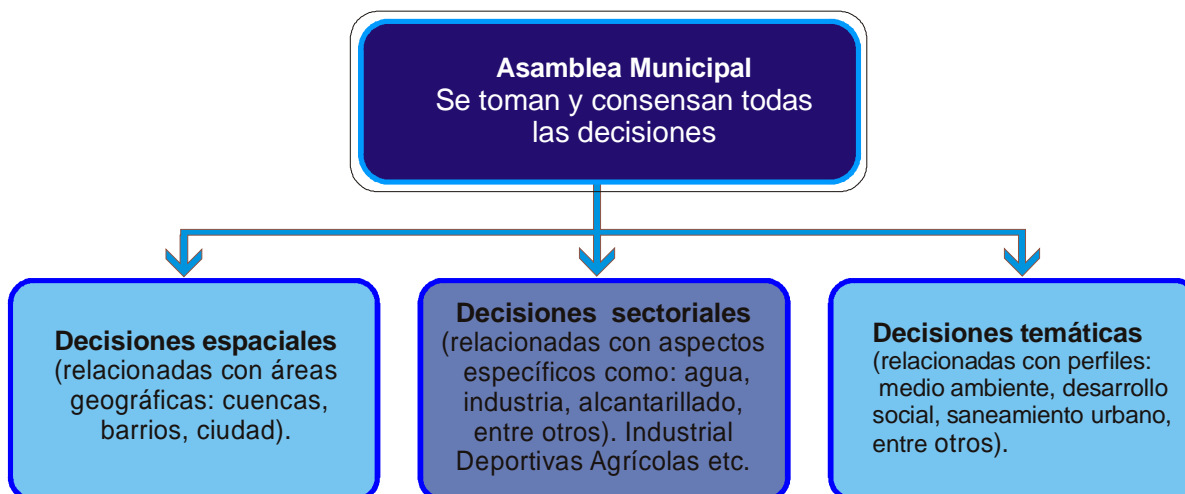 Asamblea Municipal
Se toman y consensan todas
las decisiones
Decisiones espaciales
(relacionadas con áreas
geográficas: cuencas,
barrios, ciudad).
Decisiones sectoriales
(relacionadas con aspectos
específicos como: agua,
industria, alcantarillado,
entre otros). Industrial
Deportivas Agrícolas etc.
Decisiones temáticas
(relacionadas con perfiles:
medio ambiente, desarrollo
social, saneamiento urbano,
entre otros).